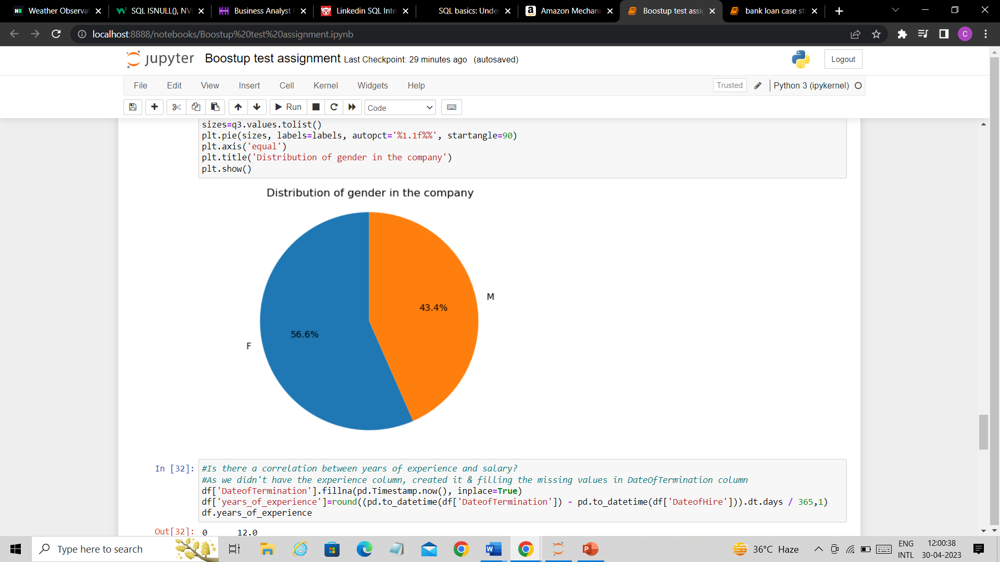 Weather Observa
SQL ISNULL(), NV
Business Analyst
Linkedin SQL Inte
SQL basics: Unde
Amazon Mechani
Boostup test assi
bank loan case st
localhost:8888/notebooks/Boostup%20test%20assignment.ipynb
C
jupyter Boostup test assignment Last Checkpoint: 29 minutes ago (autosaved)
Logout
File Edit View Insert Cell Kernel Widgets Help
Trusted Python 3 (ipykernel)
Run Code
sizes=q3.values.tolist()
plt.pie(sizes, labels=labels, autopct='%1.1f%%', startangle=90)
plt.axis('equal')
plt.title('Distribution of gender in the company')
plt.show()
Distribution of gender in the company
M
43.4%
56.6%
F
In [32]: #Is there a correlation between years of experience and salary?
#As we didn't have the experience column, created it & filling the missing values in DateOfTermination column
df['DateofTermination'].fillna(pd.Timestamp.now(), inplace=True)
df['years_of_experience']=round((pd.to_datetime(df['DateofTermination']) - pd.to_datetime(df['DateofHire'])).dt.days / 365,1)
df.years_of_experience
Out[32]: 0 12.0
Type here to search
36°C Haze
ENG
INTL
12:00:38
30-04-2023